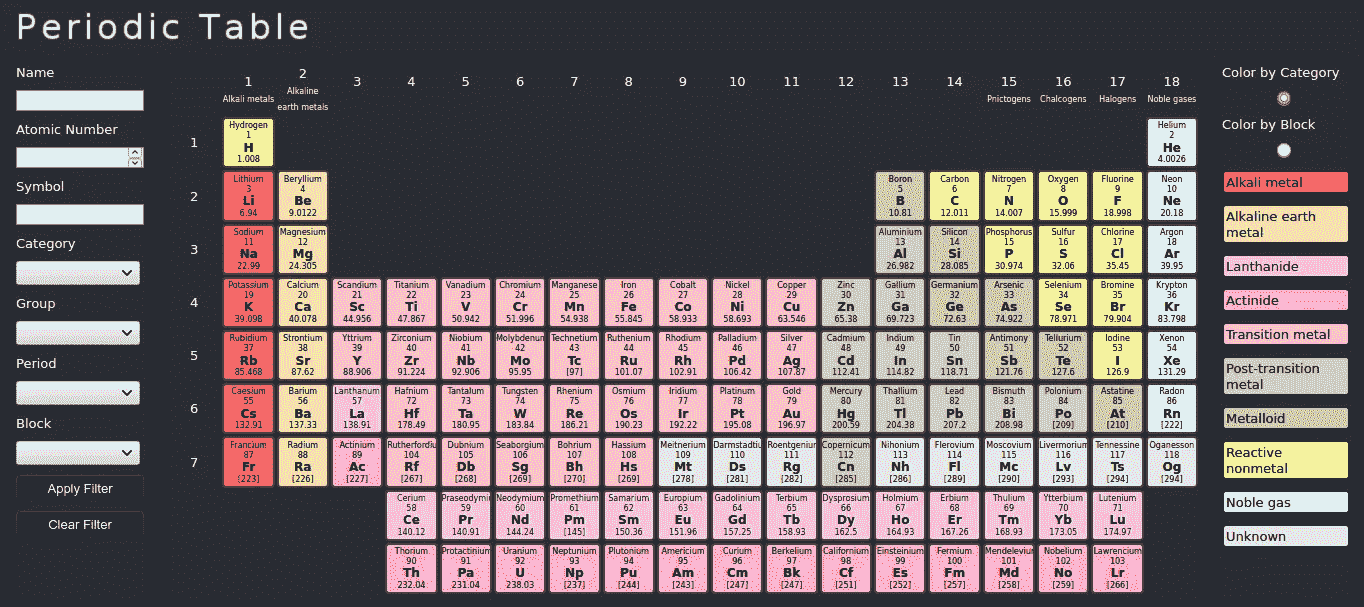 Periodic Table
Name
Atomic Number
Symbol
Category
Group
Period
Block
Apply Filter
Clear Filter
1 2 3 4 5 6 7 8 9 10 11 12 13 14 15 16 17 18
Alkali metals Alkaline earth metals Pnictogens Chalcogens Halogens Noble gases
1
Hydrogen Helium
1 2
H He
1.008 4.0026
2
Lithium Beryllium Boron Carbon Nitrogen Oxygen Fluorine Neon
3 4 5 6 7 8 9 10
Li Be B C N O F Ne
6.94 9.0122 10.81 12.011 14.007 15.999 18.998 20.18
3
Sodium Magnesium Aluminium Silicon Phosphorus Sulfur Chlorine Argon
11 12 13 14 15 16 17 18
Na Mg Al Si P S Cl Ar
22.99 24.305 26.982 28.085 30.974 32.06 35.45 39.95
4
Potassium Calcium Scandium Titanium Vanadium Chromium Manganese Iron Cobalt Nickel Copper Zinc Gallium Germanium Arsenic Selenium Bromine Krypton
19 20 21 22 23 24 25 26 27 28 29 30 31 32 33 34 35 36
K Ca Sc Ti V Cr Mn Fe Co Ni Cu Zn Ga Ge As Se Br Kr
39.098 40.078 44.956 47.867 50.942 51.996 54.938 55.845 58.933 58.693 63.546 65.38 69.723 72.63 74.922 78.971 79.904 83.798
5
Rubidium Strontium Yttrium Zirconium Niobium Molybdenum Technetium Ruthenium Rhodium Palladium Silver Cadmium Indium Tin Antimony Tellurium Iodine Xenon
37 38 39 40 41 42 43 44 45 46 47 48 49 50 51 52 53 54
Rb Sr Y Zr Nb Mo Tc Ru Rh Pd Ag Cd In Sn Sb Te I Xe
85.468 87.62 88.906 91.224 92.906 95.95 [97] 101.07 102.91 106.42 107.87 112.41 114.82 118.71 121.76 127.6 126.9 131.29
6
Caesium Barium Lanthanum Hafnium Tantalum Tungsten Rhenium Osmium Iridium Platinum Gold Mercury Thallium Lead Bismuth Polonium Astatine Radon
55 56 57 72 73 74 75 76 77 78 79 80 81 82 83 84 85 86
Cs Ba La Hf Ta W Re Os Ir Pt Au Hg Tl Pb Bi Po At Rn
132.91 137.33 138.91 178.49 180.95 183.84 186.21 190.23 192.22 195.08 196.97 200.59 204.38 207.2 208.98 [209] [210] [222]
7
Francium Radium Actinium Rutherfordiu Dubnium Seaborgium Bohrium Hassium Meitnerium Darmstadtiu Roentgenium Copernicium Nihonium Flerovium Moscovium Livermorium Tennessine Oganesson
87 88 89 104 105 106 107 108 109 110 111 112 113 114 115 116 117 118
Fr Ra Ac Rf Db Sg Bh Hs Mt Ds Rg Cn Nh Fl Mc Lv Ts Og
[223] [226] [227] [267] [268] [269] [270] [269] [278] [281] [282] [285] [286] [289] [290] [293] [294] [294]
Cerium Praseodymi Neodymium Promethium Samarium Europium Gadolinium Terbium Dysprosium Holmium Erbium Thulium Ytterbium Lutenium
58 59 60 61 62 63 64 65 66 67 68 69 70 71
Ce Pr Nd Pm Sm Eu Gd Tb Dy Ho Er Tm Yb Lu
140.12 140.91 144.24 [145] 150.36 151.96 157.25 158.93 162.5 164.93 167.26 168.93 173.05 174.97
Thorium Protactinium Uranium Neptunium Plutonium Americium Curium Berkelium Californium Einsteinium Fermium Mendeleviu Nobelium Lawrencium
90 91 92 93 94 95 96 97 98 99 100 101 102 103
Th Pa U Np Pu Am Cm Bk Cf Es Fm Md No Lr
232.04 231.04 238.03 [237] [244] [243] [247] [247] [251] [252] [257] [258] [259] [266]
Color by Category
Color by Block
Alkali metal
Alkaline earth
metal
Lanthanide
Actinide
Transition metal
Post-transition
metal
Metalloid
Reactive
nonmetal
Noble gas
Unknown